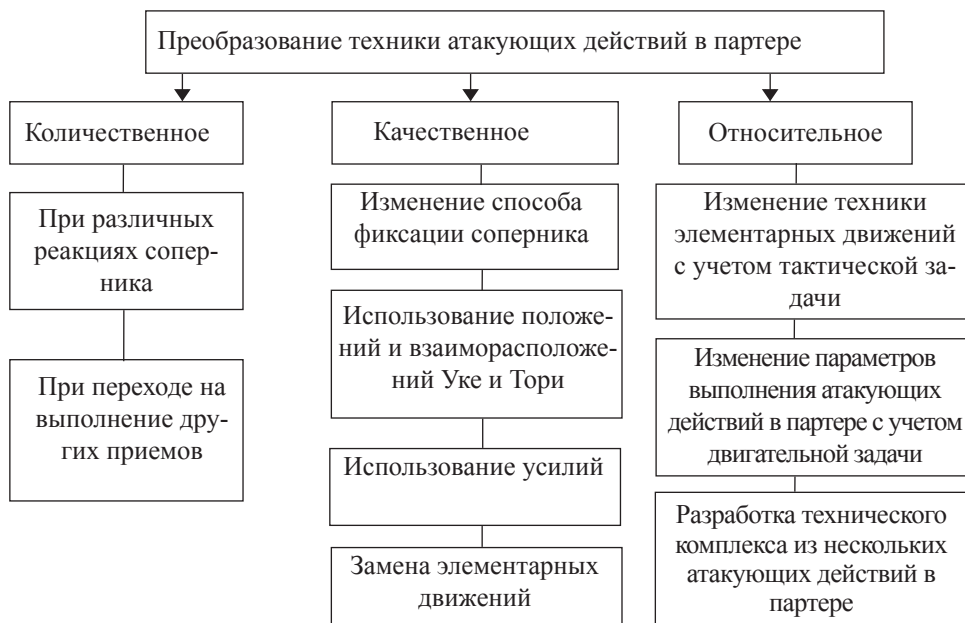 Преобразование техники атакующих действий в партере
Количественное
При различных
реакциях сопер-
ника
При переходе на
выполнение дру-
гих приемов
Качественное
Изменение способа
фиксации соперника
Использование положе-
ний и взаиморасположе-
ний Уке и Тори
Использование усилий
Замена элементарных
движений
Относительное
Изменение техники
элементарных движений
с учетом тактической за-
дачи
Изменение параметров
выполнения атакующих
действий в партере с учетом
двигательной задачи
Разработка технического
комплекса из нескольких
атакующих действий в
партере